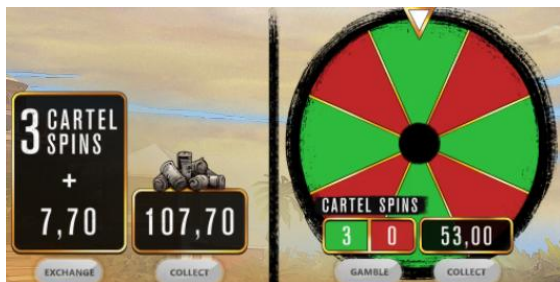 3 CARTEL
SPINS
+
7,70
EXCHANGE
107,70
COLLECT
CARTEL SPINS
3 0
GAMBLE
53,00
COLLECT